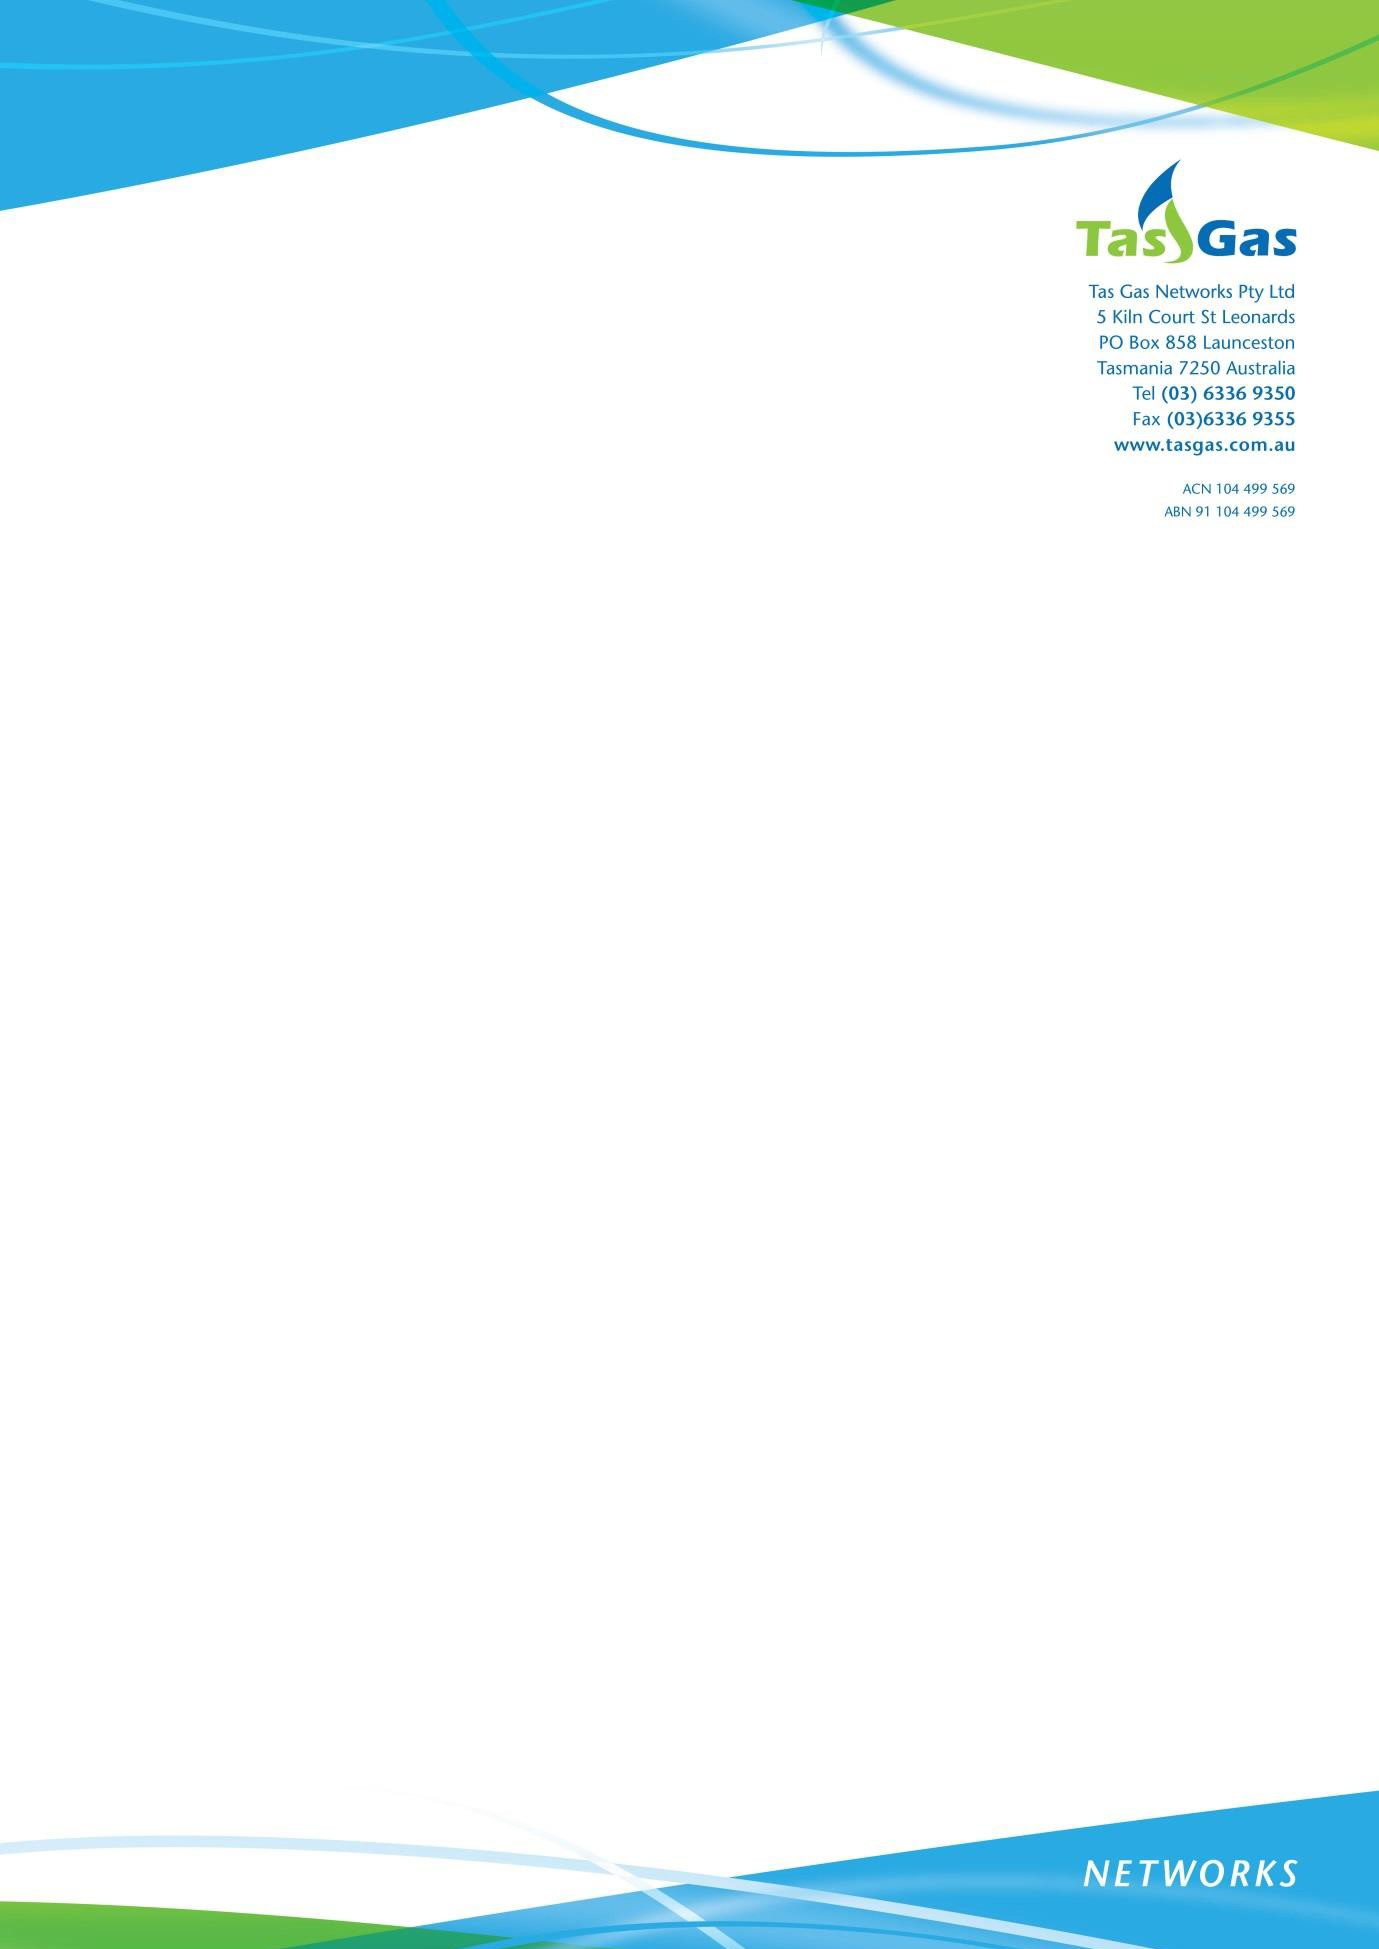 Tas Gas
Tas Gas Networks Pty Ltd
5 Kiln Court St Leonards
PO Box 858 Launceston
Tasmania 7250 Australia
Tel (03) 6336 9350
Fax (03)6336 9355
www.tasgas.com.au
ACN 104 499 569
ABN 91 104 499 569
NETWORKS